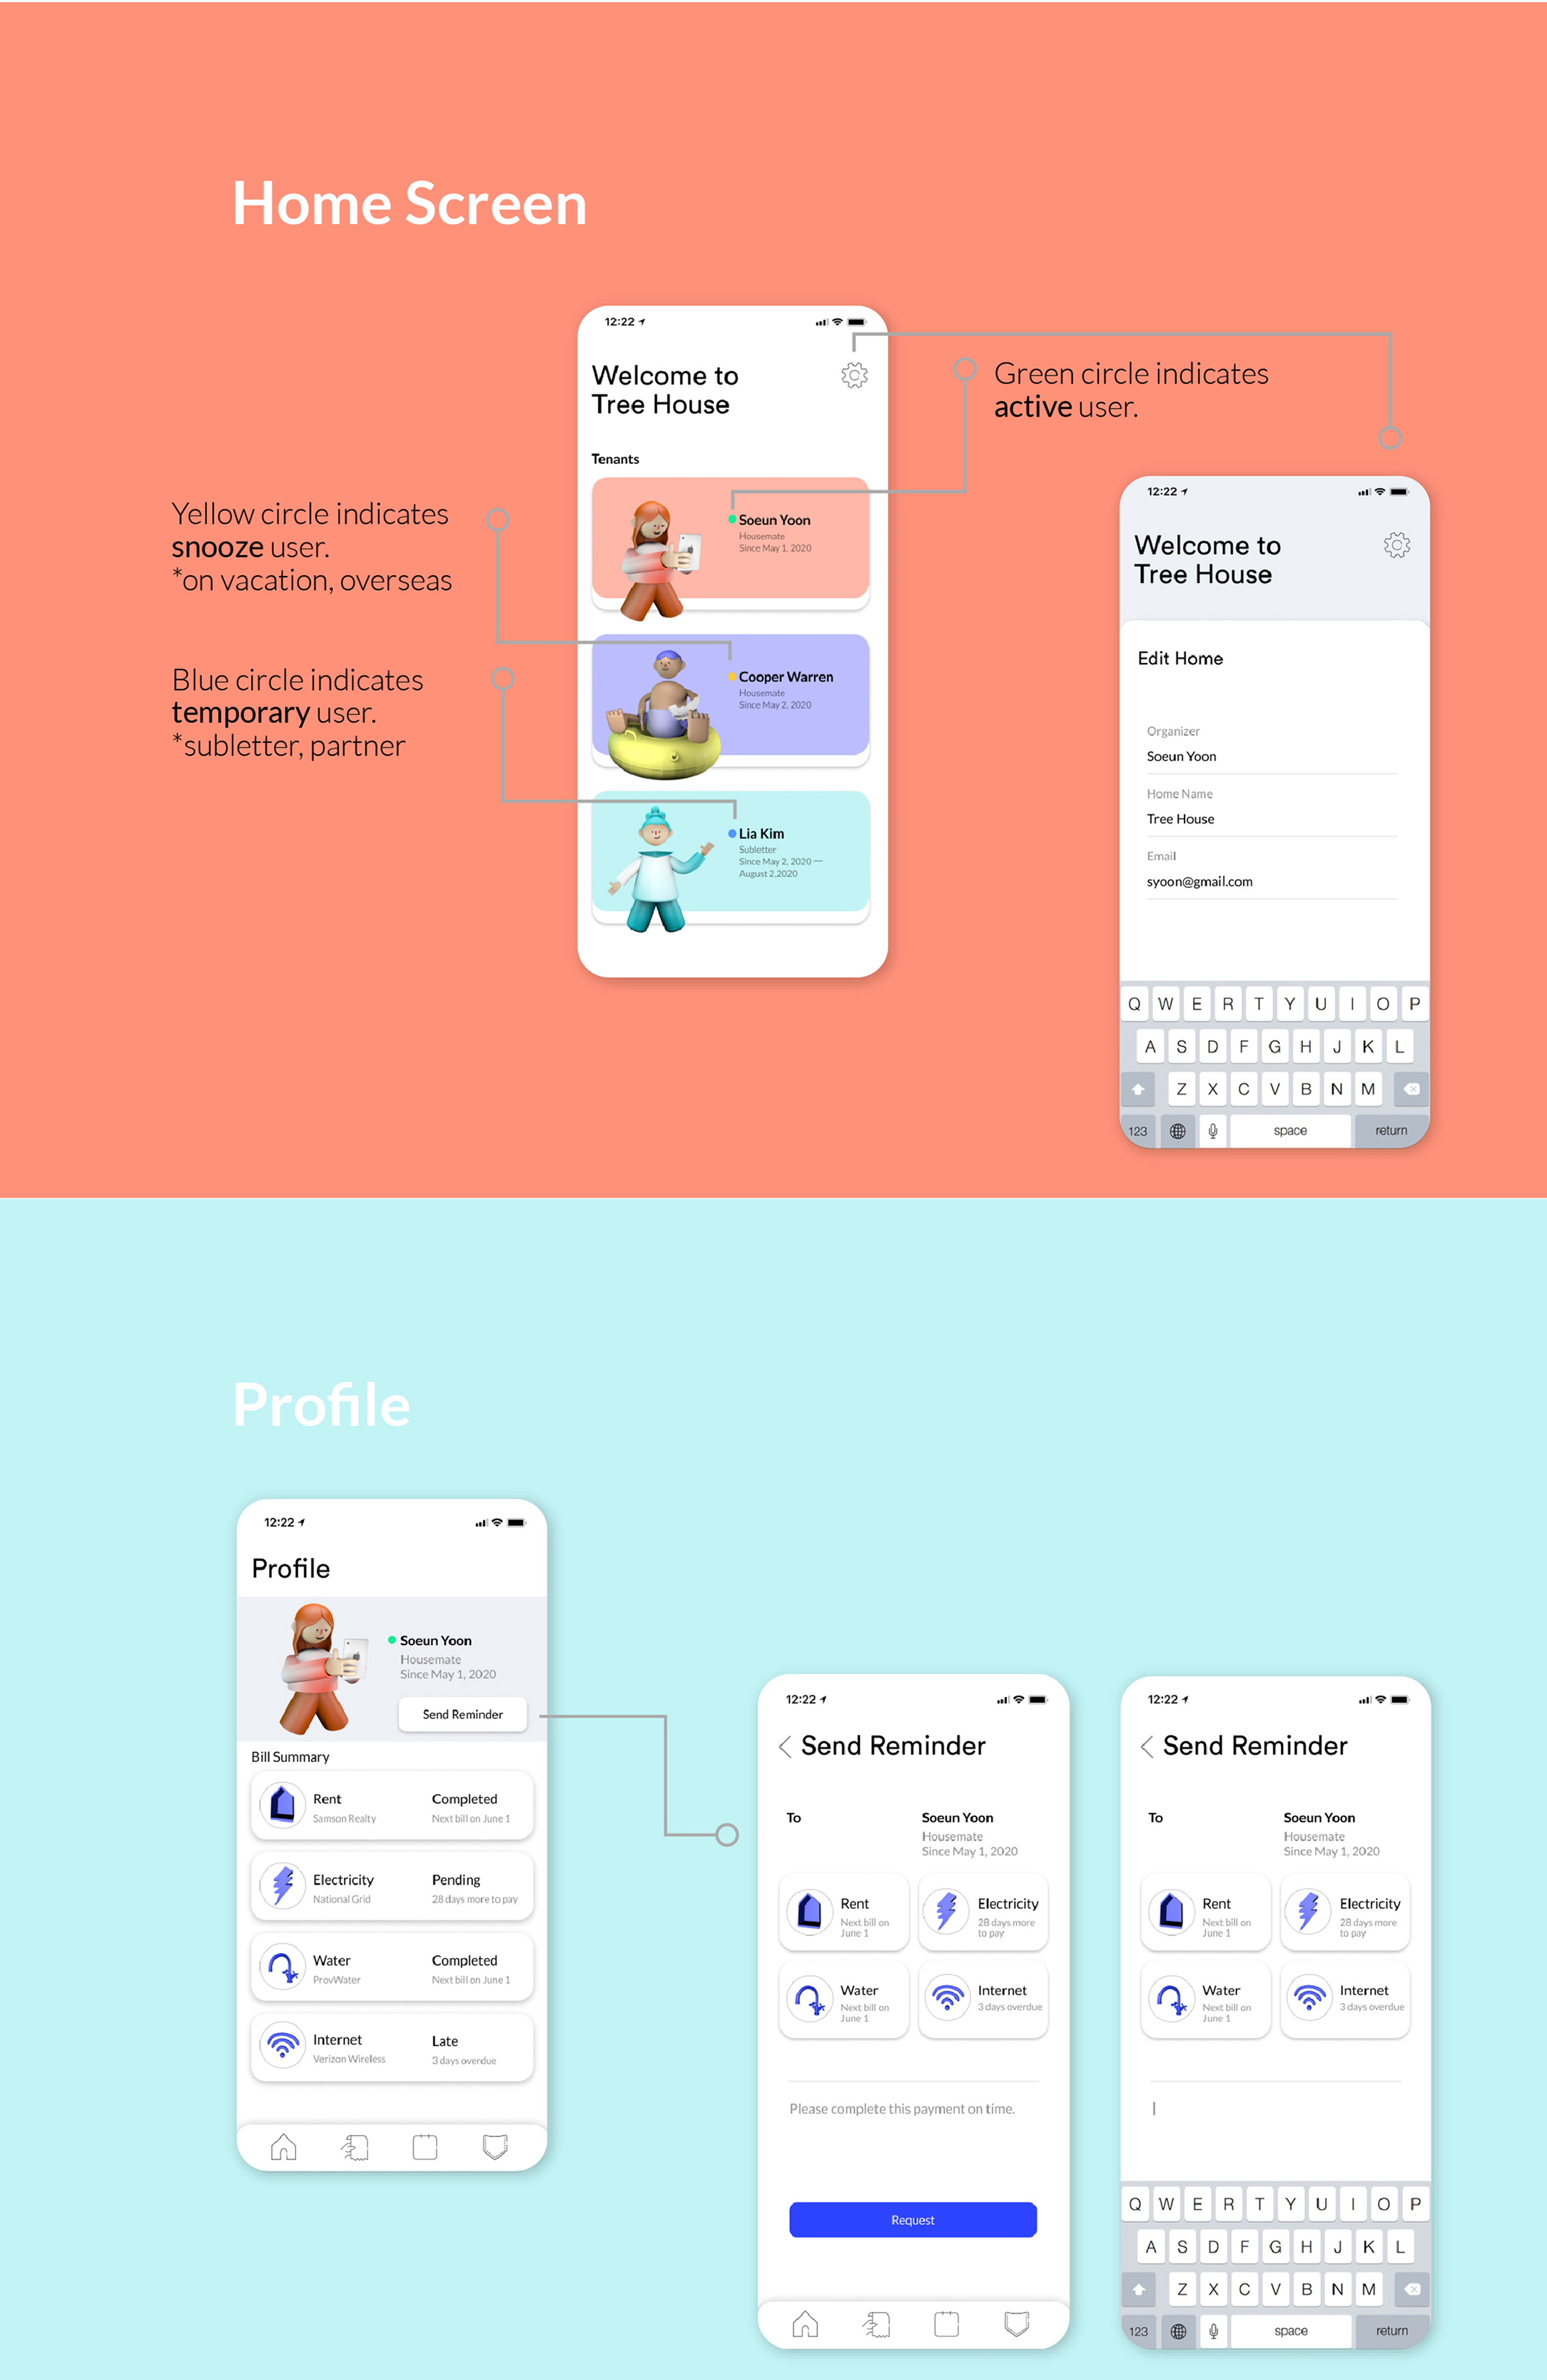 Home Screen
12:22
Welcome to
Tree House
Tenants
Soeun Yoon
Housemate
Since May 1, 2020
Cooper Warren
Housemate
Since May 2, 2020
Lia Kim
Subletter
Since May 2, 2020 —
August 2,2020
Green circle indicates
active user.
Yellow circle indicates
snooze user.
*on vacation, overseas
Blue circle indicates
temporary user.
*subletter, partner
12:22
Welcome to
Tree House
Edit Home
Organizer
Soeun Yoon
Home Name
Tree House
Email
syoon@gmail.com
Q W E R T Y U I O P
A S D F G H J K L
Z X C V B N M
123 space return
Profile
12:22
Profile
Soeun Yoon
Housemate
Since May 1, 2020
Send Reminder
Bill Summary
Rent Completed
Samson Realty Next bill on June 1
Electricity Pending
National Grid 28 days more to pay
Water Completed
ProvWater Next bill on June 1
Internet Late
Verizon Wireless 3 days overdue
12:22
Send Reminder
To Soeun Yoon
Housemate
Since May 1, 2020
Rent
Next bill on
June 1
Electricity
28 days more
to pay
Water
Next bill on
June 1
Internet
3 days overdue
Please complete this payment on time.
Request
12:22
Send Reminder
To Soeun Yoon
Housemate
Since May 1, 2020
Rent
Next bill on
June 1
Electricity
28 days more
to pay
Water
Next bill on
June 1
Internet
3 days overdue
Q W E R T Y U I O P
A S D F G H J K L
Z X C V B N M
123 space return